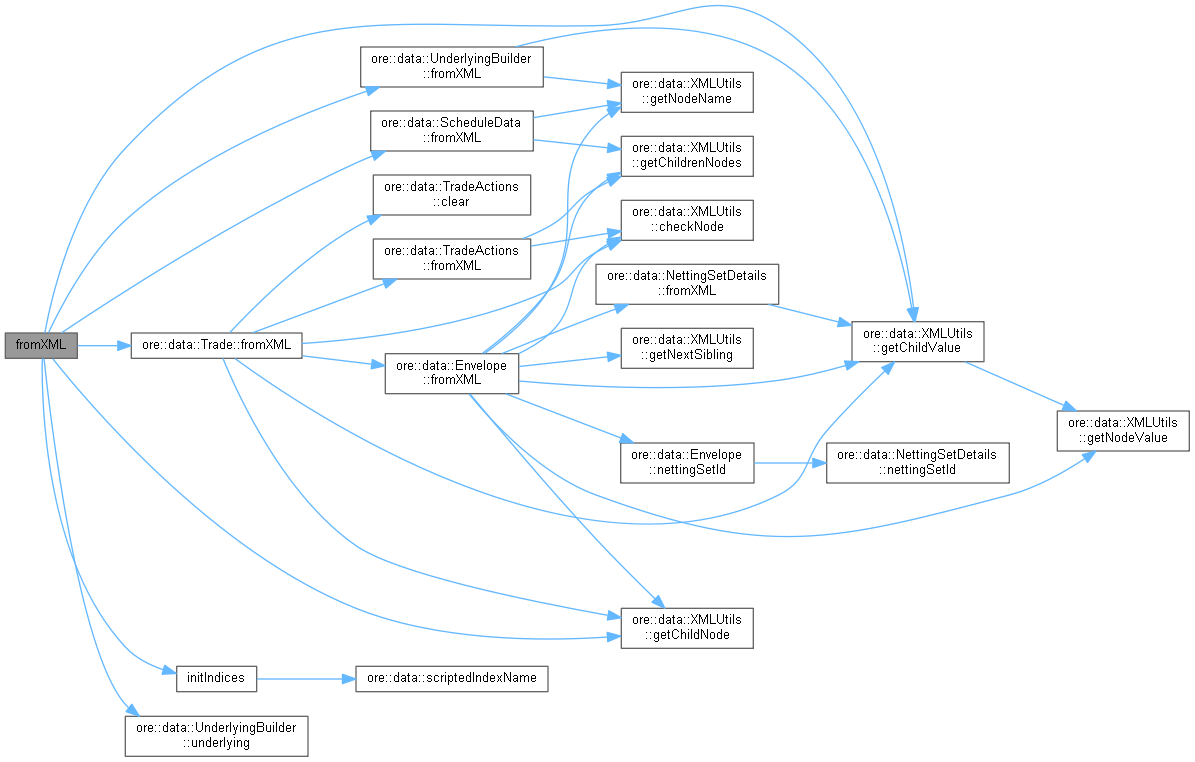 ore::data::UnderlyingBuilder
::fromXML
ore::data::XMLUtils
::getNodeName
ore::data::ScheduleData
::fromXML
ore::data::XMLUtils
::getChildrenNodes
ore::data::TradeActions
::clear
ore::data::XMLUtils
::checkNode
ore::data::TradeActions
::fromXML
ore::data::NettingSetDetails
::fromXML
fromXML
ore::data::Trade::fromXML
ore::data::XMLUtils
::getChildValue
ore::data::XMLUtils
::getNextSibling
ore::data::Envelope
::fromXML
ore::data::XMLUtils
::getNodeValue
ore::data::Envelope
::nettingSetId
ore::data::NettingSetDetails
::nettingSetId
ore::data::XMLUtils
::getChildNode
initIndices
ore::data::scriptedIndexName
ore::data::UnderlyingBuilder
::underlying